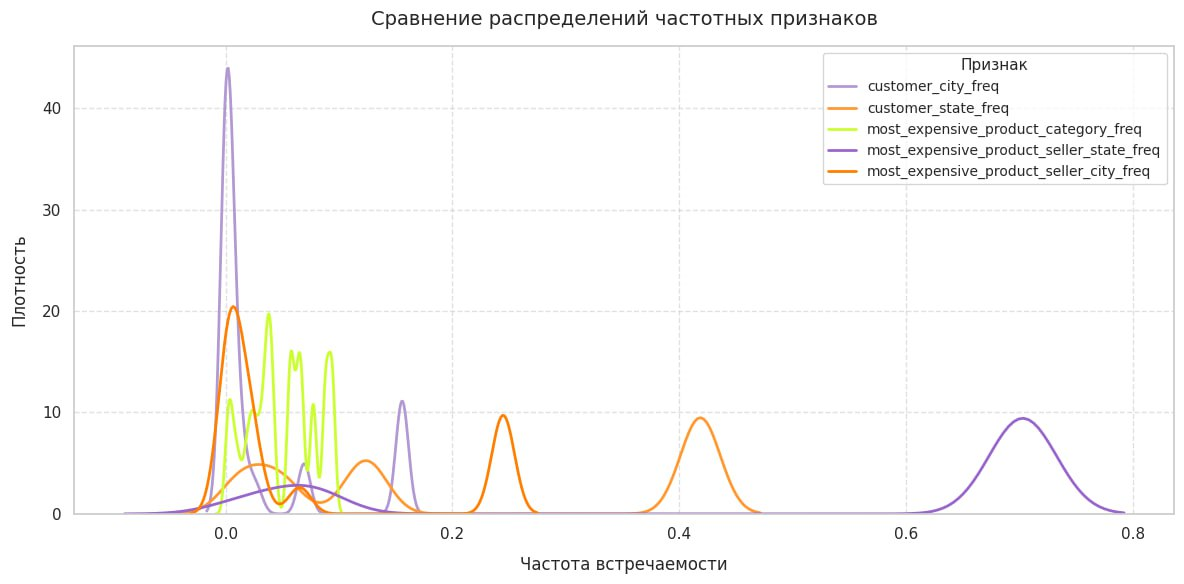 Сравнение распределений частотных признаков
Плотность
40
30
20
10
0
Признак
customer_city_freq
customer_state_freq
most_expensive_product_category_freq
most_expensive_product_seller_state_freq
most_expensive_product_seller_city_freq
0.0 0.2 0.4 0.6 0.8
Частота встречаемости